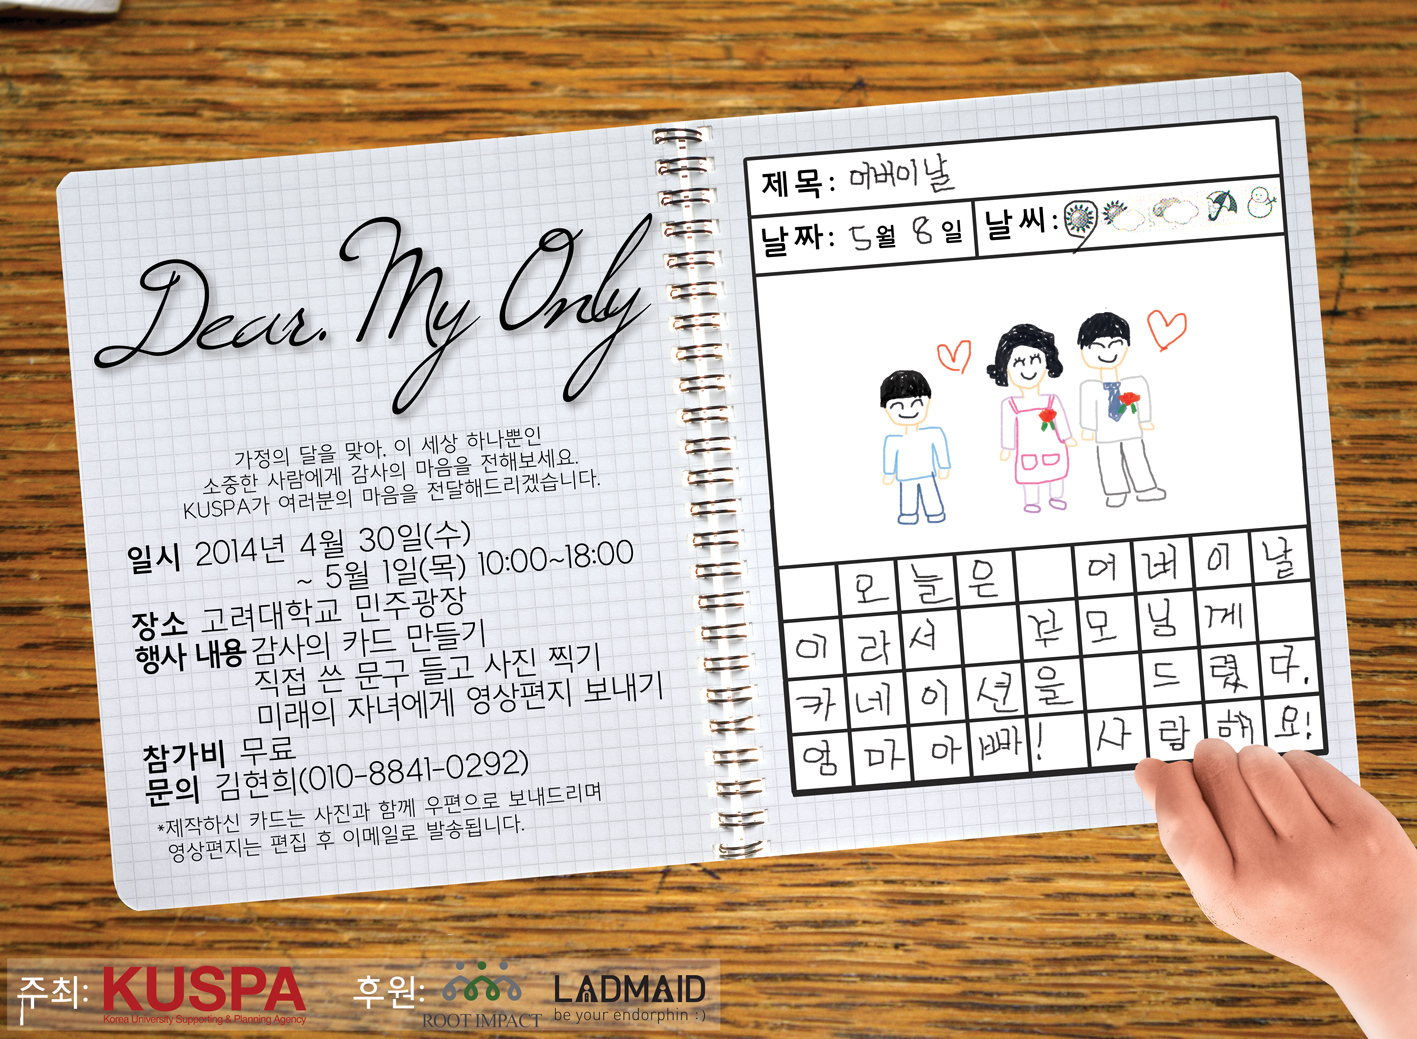 Dear. My Only
가정의 달을 맞아. 이 세상 하나뿐인
소중한 사람에게 감사의 마음을 전해보세요.
KUSPA가 여러분의 마음을 전달해드리겠습니다.
일시 2014년 4월 30일(수)
~ 5월 1일(목) 10:00~18:00
장소 고려대학교 민주광장
행사 내용 감사의 카드 만들기
직접 쓴 문구 들고 사진 찍기
미래의 자녀에게 영상편지 보내기
참가비 무료
문의 김현희(010-8841-0292)
*제작하신 카드는 사진과 함께 우편으로 보내드리며
영상편지는 편집 후 이메일로 발송됩니다.
제목: 어버이날
날짜: 5월 8일 날씨:
오늘은 어버이날
이라서 부모님께
카네이션을 드렸다.
엄마아빠! 사랑해요!
주최: KUSPA
Korea University Supporting & Planning Agency
후원: ROOT IMPACT
LADMAID
be your endorphin :)